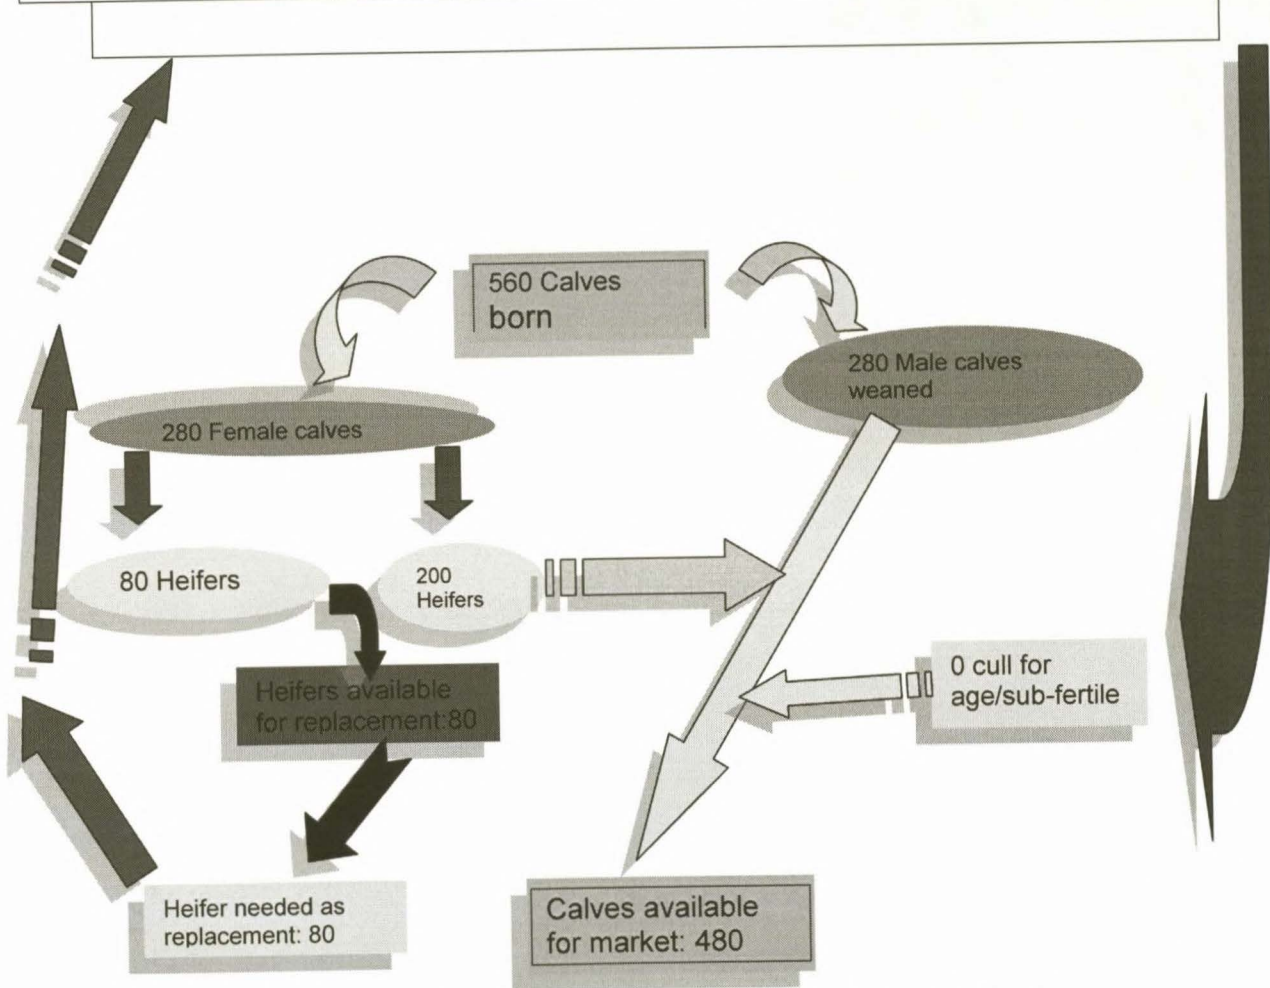 560 Calves
born
280 Male calves
weaned
280 Female calves
80 Heifers
200
Heifers
Heifers available
for replacement:80
0 cull for
age/sub-fertile
Heifer needed as
replacement: 80
Calves available
for market: 480